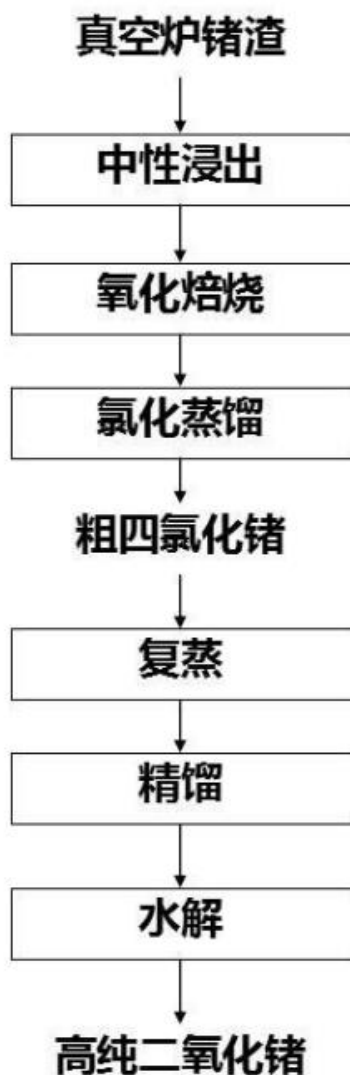 真空炉锗渣
中性浸出
氧化焙烧
氯化蒸馏
粗四氯化锗
复蒸
精馏
水解
高纯二氧化锗